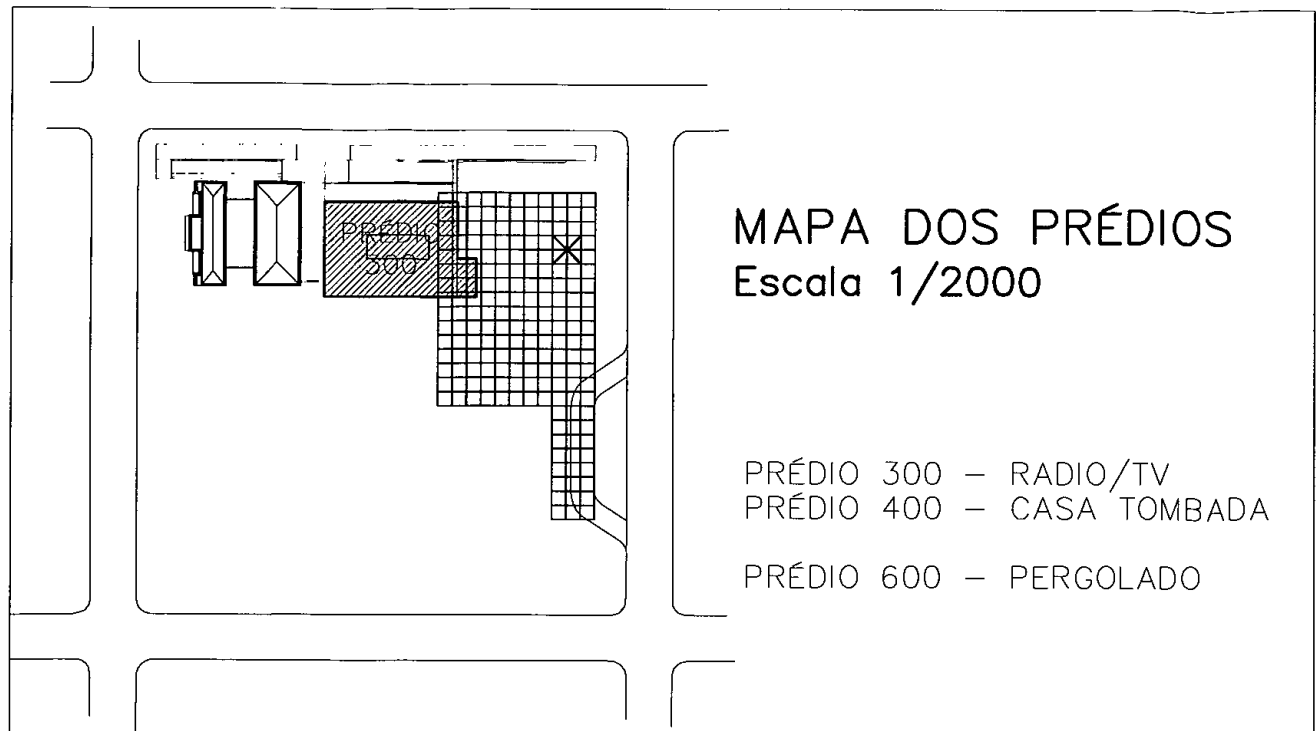 PRÉDIO
300
MAPA DOS PRÉDIOS
Escala 1/2000
PRÉDIO 300 – RADIO/TV
PRÉDIO 400 – CASA TOMBADA
PRÉDIO 600 – PERGOLADO